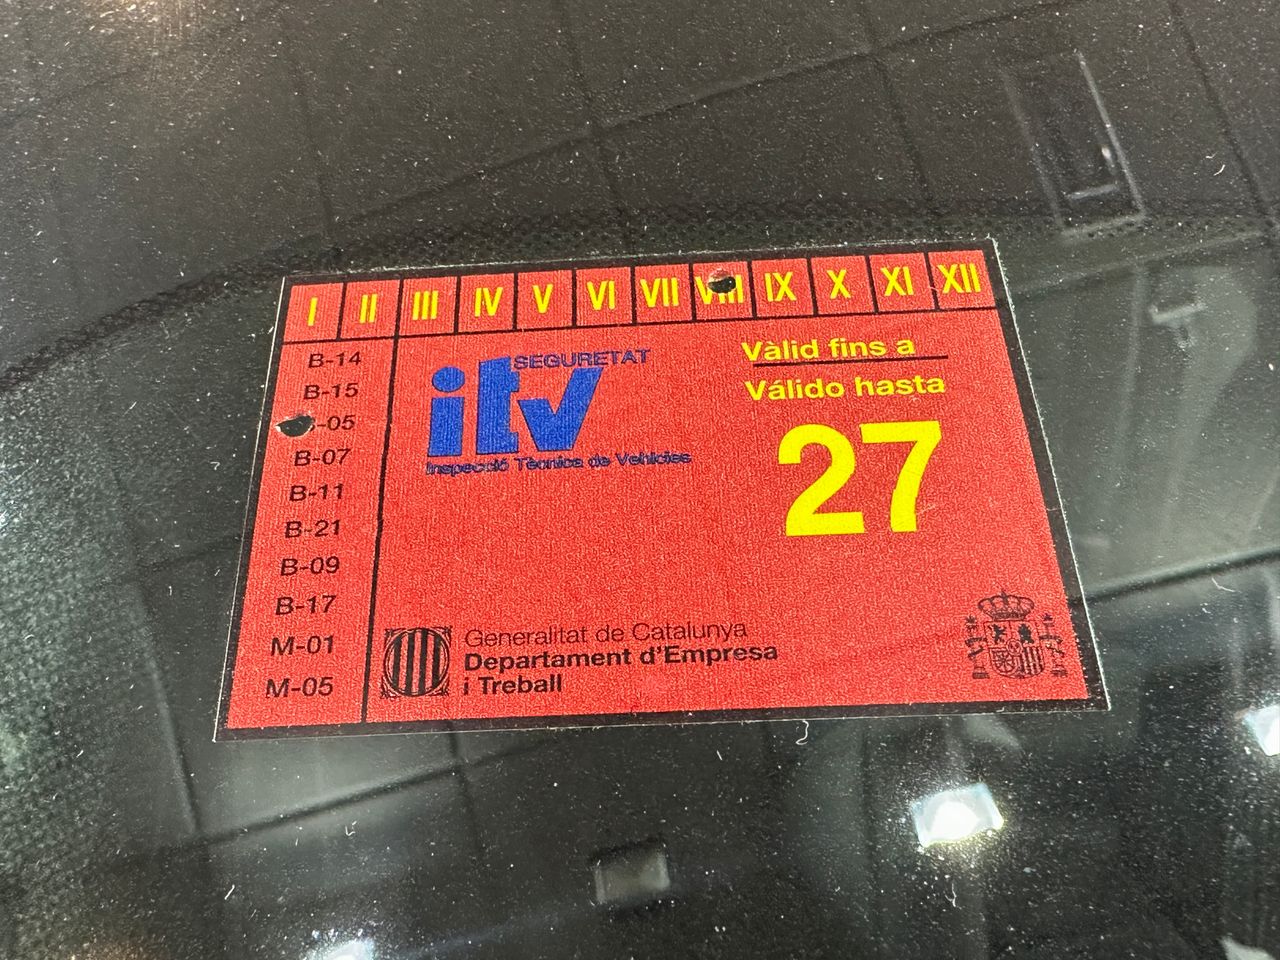 I II III IV V VI VII VIII IX X XI XII
B-14
B-15
-05
B-07
B-11
B-21
B-09
B-17
M-01
M-05
SEGURETAT
itv
Inspecció Tècnica de Vehicles
Vàlid fins a
Válido hasta
27
Generalitat de Catalunya
Departament d'Empresa
i Treball